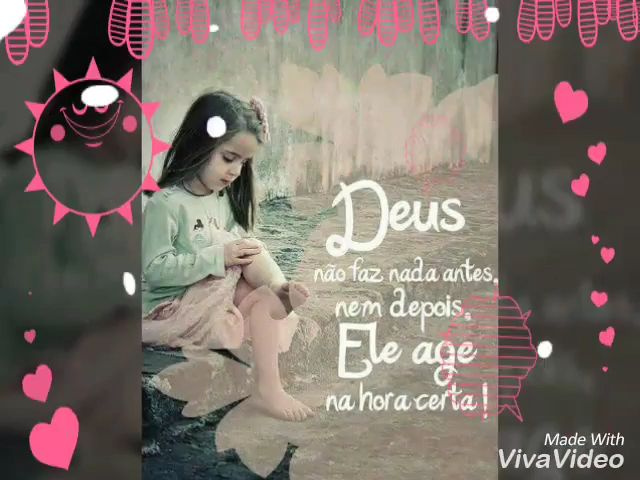 Deus
não faz nada antes,
nem depois,
Ele age
na hora certa!
Made With
VivaVideo